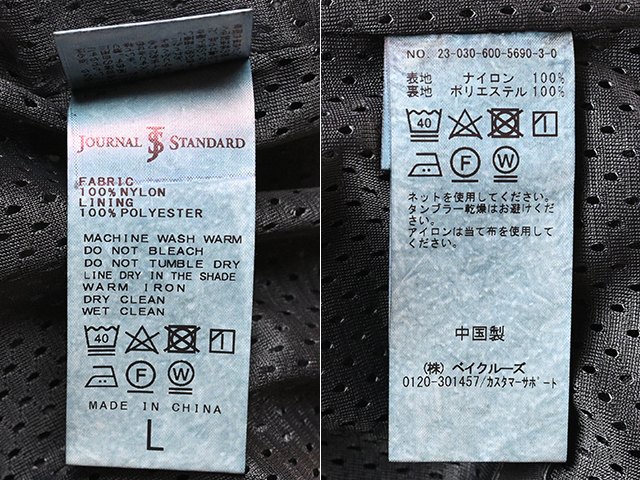 JOURNAL JS STANDARD
FABRIC
100% NYLON
LINING
100% POLYESTER
MACHINE WASH WARM
DO NOT BLEACH
DO NOT TUMBLE DRY
LINE DRY IN THE SHADE
WARM IRON
DRY CLEAN
WET CLEAN
40
F W
MADE IN CHINA
L
NO. 23-030-600-5690-3-0
表地 ナイロン 100%
裏地 ポリエステル 100%
40
F W
ネットを使用してください。
タンブラー乾燥はお避けくだ
さい。
アイロンは当て布を使用して
ください。
中国製
(株) ベイクルーズ
0120-301457/カスタマーサポート